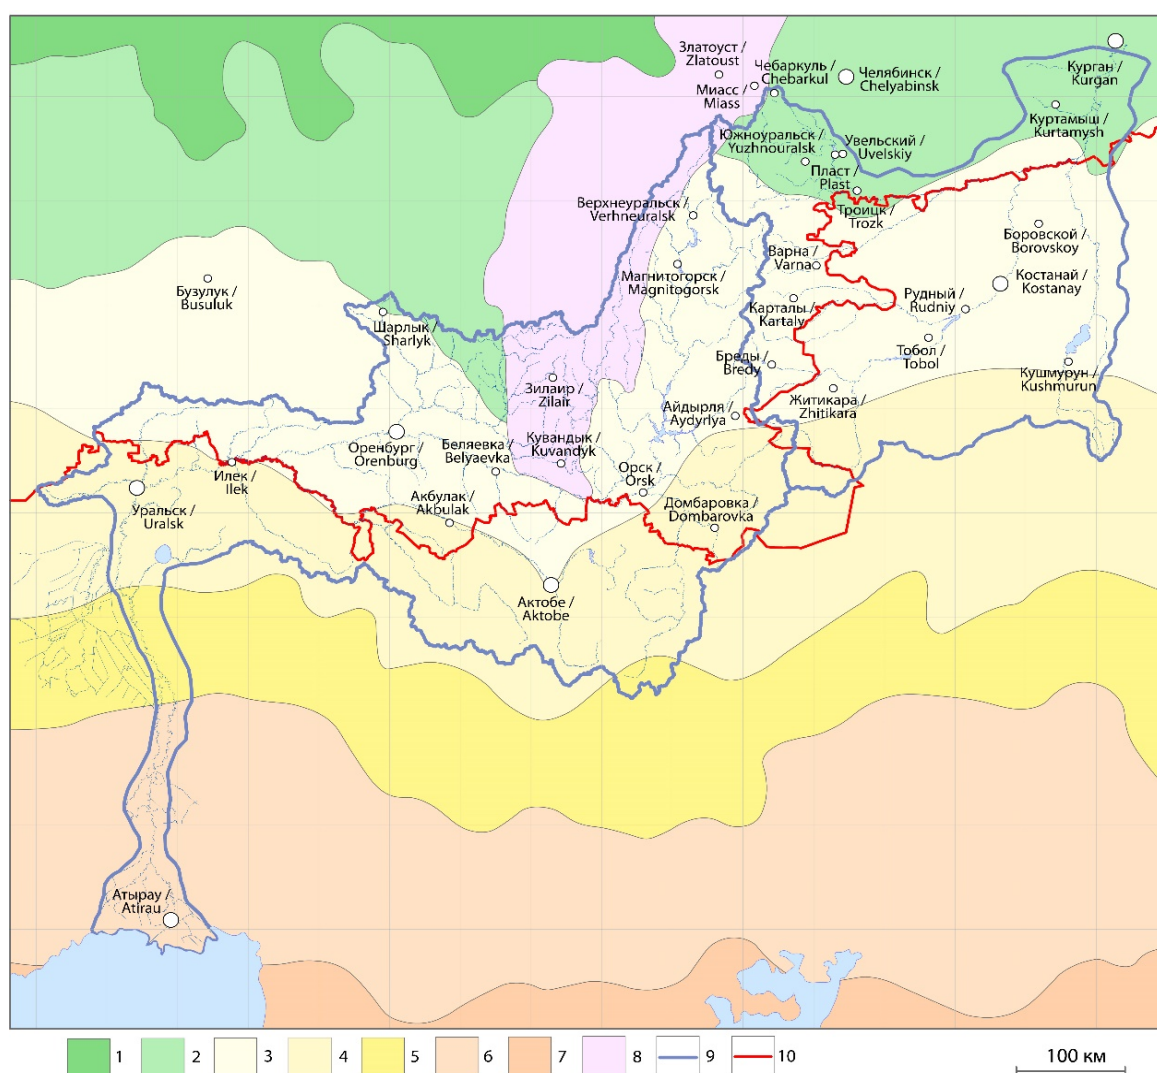 Златоуст /
Zlatoust
Чебаркуль /
Chebarkul
Челябинск /
Chelyabinsk
Миасс /
Miass
Курган /
Kurgan
Куртамыш /
Kurtamysh
Южноуральск /
Yuzhnouralsk
Увельский /
Uvelskiy
Пласт /
Plast
Троицк /
Trozk
Верхнеуральск /
Verhneuralsk
Боровской /
Borovskoy
Варна /
Varna
Магнитогорск /
Magnitogorsk
Костанай /
Kostanay
Бузулук /
Busuluk
Карталы /
Kartaly
Рудный /
Rudniy
Шарлык /
Sharlyk
Тобол /
Tobol
Бреды /
Bredy
Кушмурун /
Kushmurun
Зилаир /
Zilair
Житикара /
Zhitikara
Айдырля /
Aydyrlya
Оренбург /
Orenburg
Беляевка /
Belyaevka
Кувандык /
Kuvandyk
Орск /
Orsk
Илек /
Ilek
Акбулак /
Akbulak
Домбаровка /
Dombarovka
Уральск /
Uralsk
Актобе /
Aktobe
Атырау /
Atirau
1 2 3 4 5 6 7 8 9 10 100 км